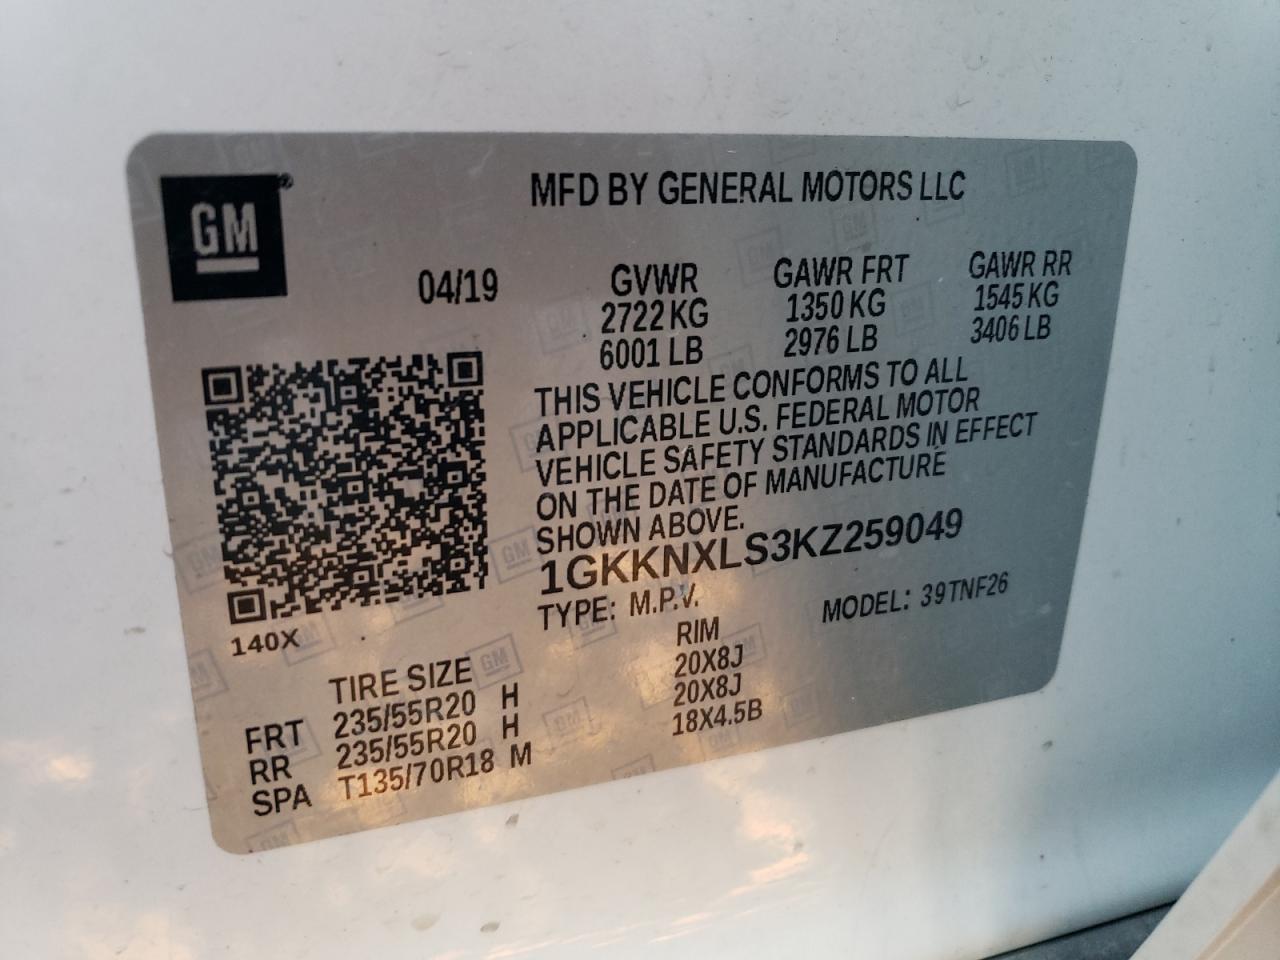 GM®
MFD BY GENERAL MOTORS LLC
04/19
GVWR GAWR FRT GAWR RR
2722 KG 1350 KG 1545 KG
6001 LB 2976 LB 3406 LB
THIS VEHICLE CONFORMS TO ALL
APPLICABLE U.S. FEDERAL MOTOR
VEHICLE SAFETY STANDARDS IN EFFECT
ON THE DATE OF MANUFACTURE
SHOWN ABOVE.
1GKKNXLS3KZ259049
TYPE: M.P.V. MODEL: 39TNF26
140X
TIRE SIZE RIM
FRT 235/55R20 H 20X8J
RR 235/55R20 H 20X8J
SPA T135/70R18 M 18X4.5B